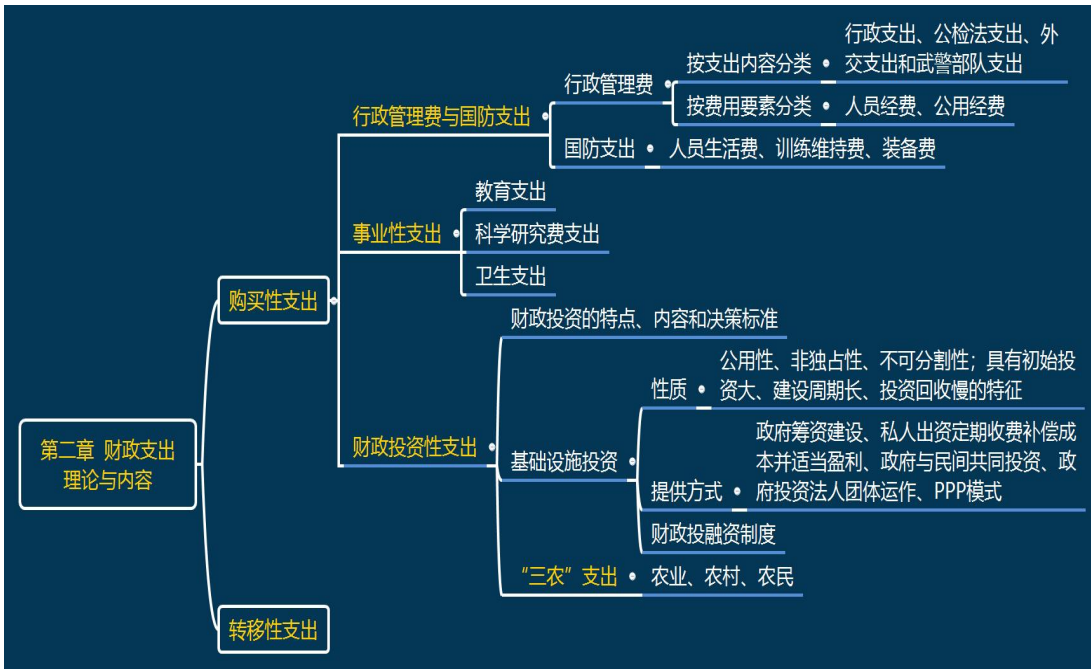 第二章 财政支出
理论与内容
购买性支出
行政管理费与国防支出
行政管理费
按支出内容分类
行政支出、公检法支出、外
交支出和武警部队支出
按费用要素分类
人员经费、公用经费
国防支出
人员生活费、训练维持费、装备费
事业性支出
教育支出
科学研究费支出
卫生支出
财政投资性支出
财政投资的特点、内容和决策标准
基础设施投资
性质
公用性、非独占性、不可分割性；具有初始投
资大、建设周期长、投资回收慢的特征
提供方式
政府筹资建设、私人出资定期收费补偿成
本并适当盈利、政府与民间共同投资、政
府投资法人团体运作、PPP模式
财政投融资制度
“三农”支出
农业、农村、农民
转移性支出